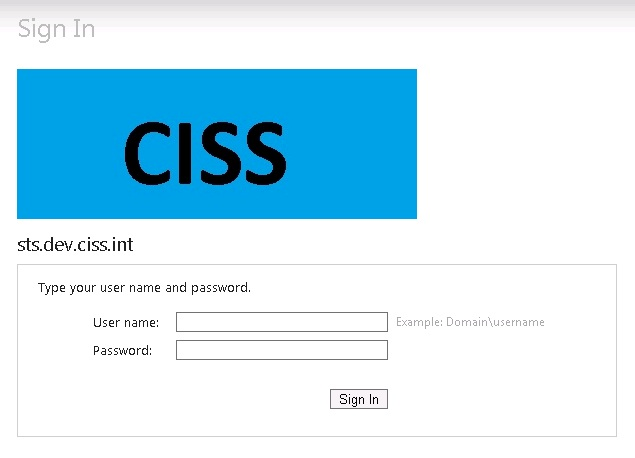 Sign In
CISS
sts.dev.ciss.int
Type your user name and password.
User name: Example: Domain\username
Password:
Sign In